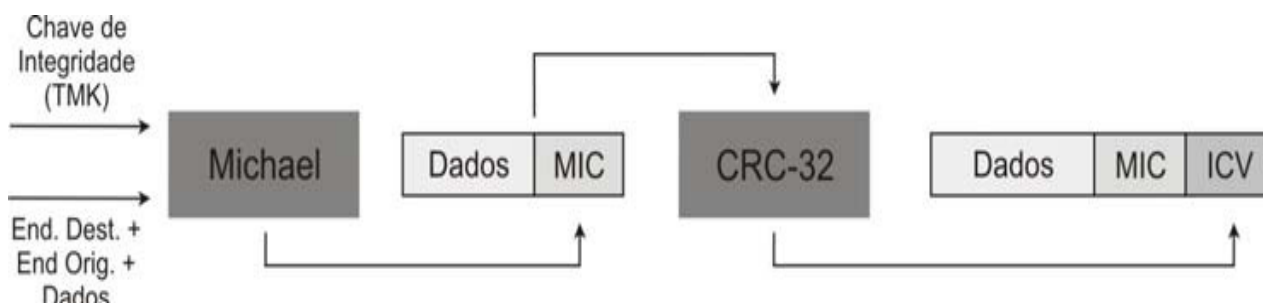 Chave de
Integridade
(TMK)
Michael
Dados MIC
CRC-32
Dados MIC ICV
End. Dest. +
End Orig. +
Dados